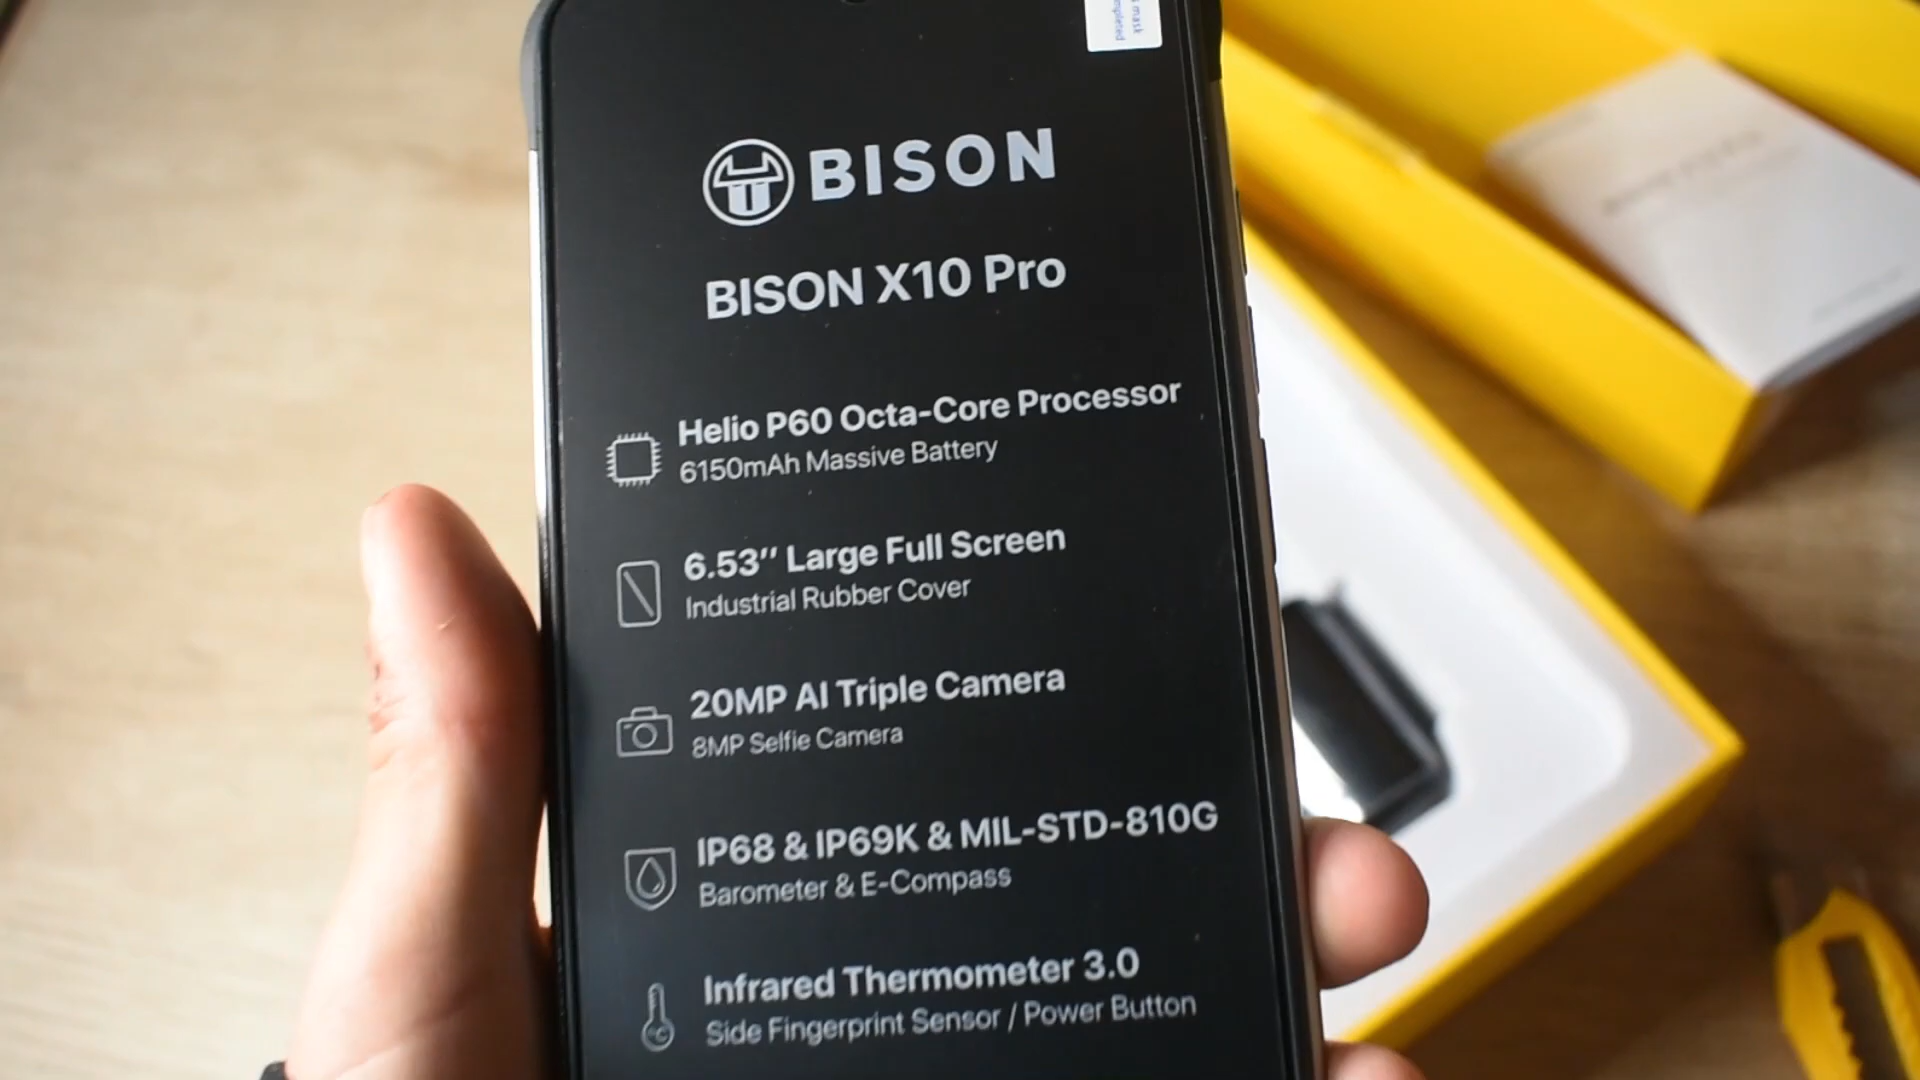 mask
BISON
BISON X10 Pro
Helio P60 Octa-Core Processor
6150mAh Massive Battery
6.53″ Large Full Screen
Industrial Rubber Cover
20MP AI Triple Camera
8MP Selfie Camera
IP68 & IP69K & MIL-STD-810G
Barometer & E-Compass
Infrared Thermometer 3.0
Side Fingerprint Sensor / Power Button
°C